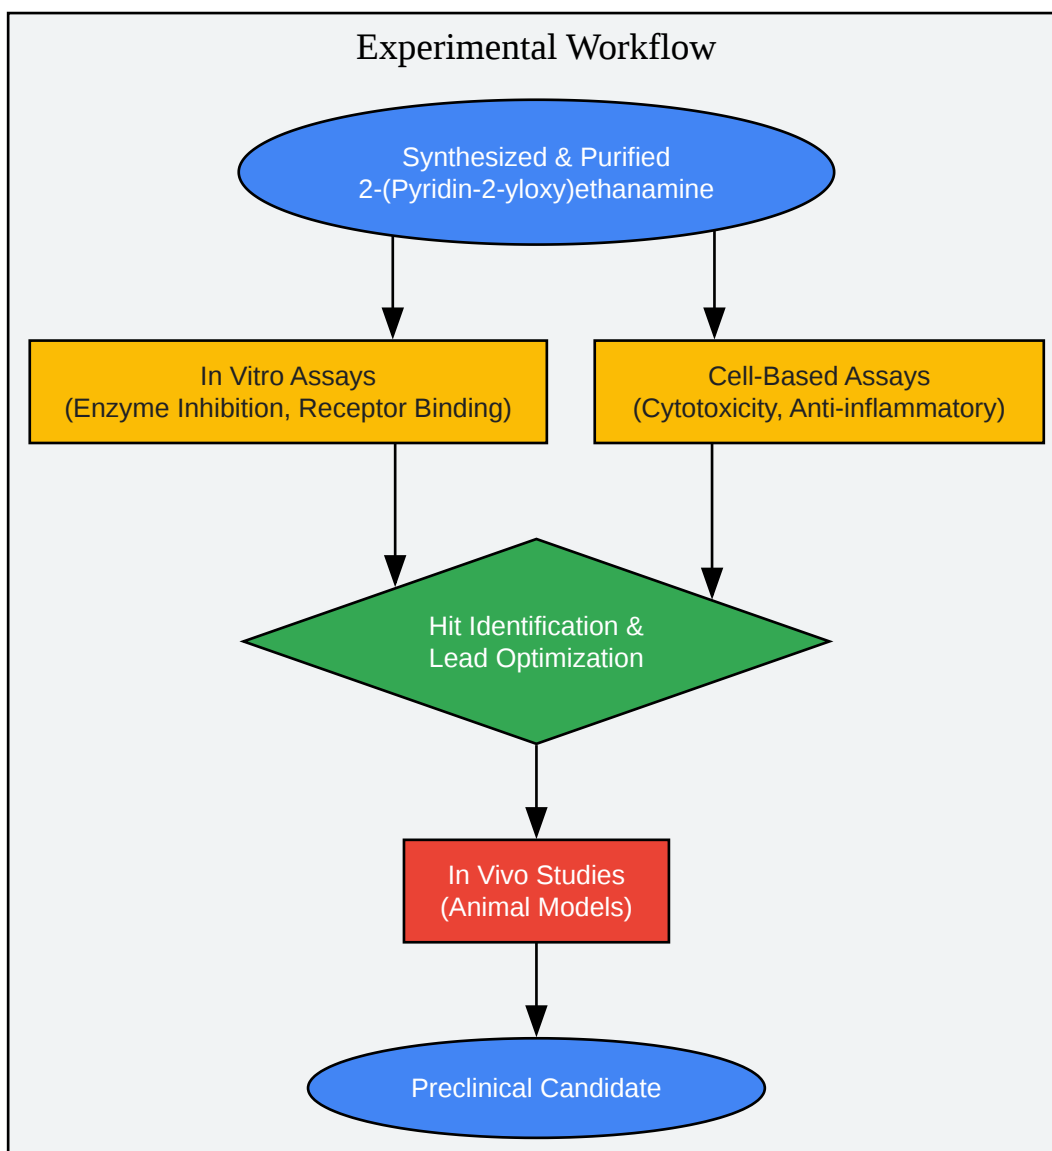 Experimental Workflow
Synthesized & Purified
2-(Pyridin-2-yloxy)ethanamine
In Vitro Assays
(Enzyme Inhibition, Receptor Binding)
Cell-Based Assays
(Cytotoxicity, Anti-inflammatory)
Hit Identification &
Lead Optimization
In Vivo Studies
(Animal Models)
Preclinical Candidate